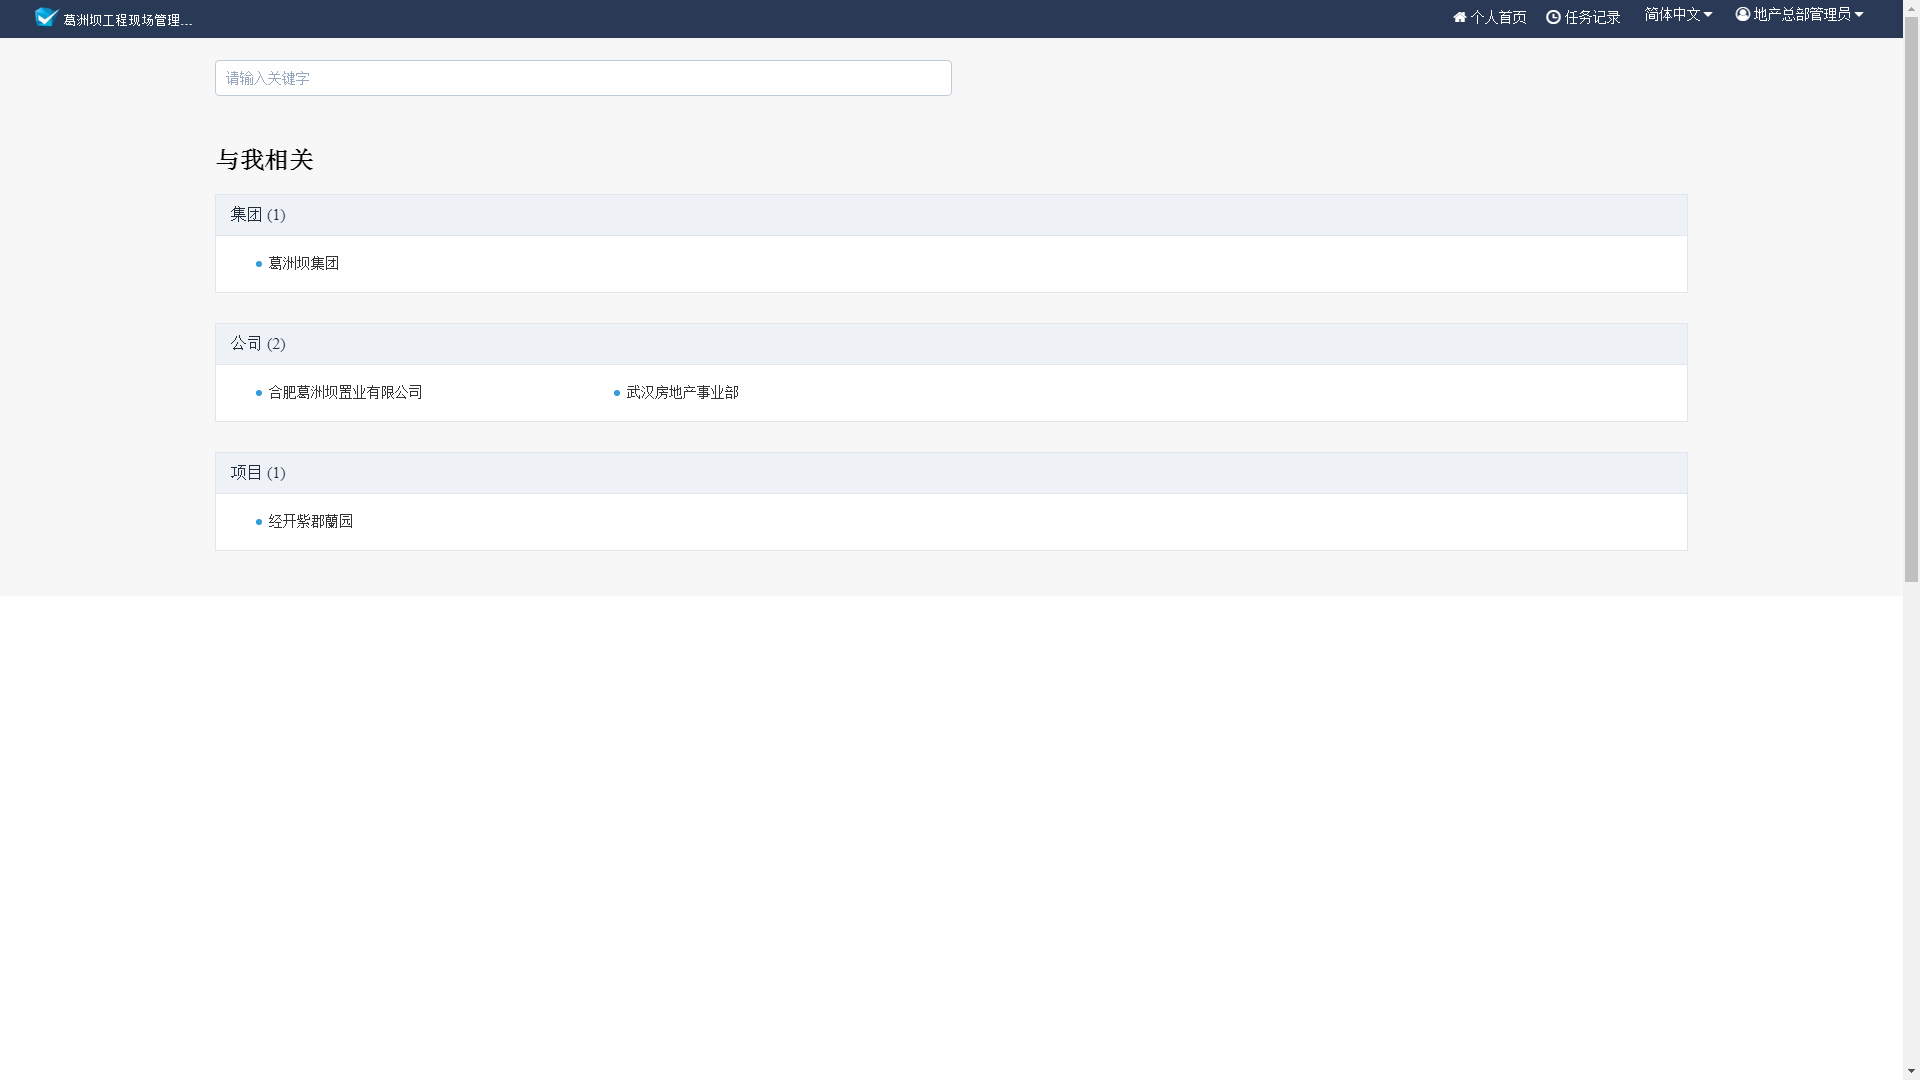 葛洲坝工程现场管理...
个人首页 任务记录 简体中文 地产总部管理员
请输入关键字
与我相关
集团 (1)
葛洲坝集团
公司 (2)
合肥葛洲坝置业有限公司 武汉房地产事业部
项目 (1)
经开紫郡蘭园